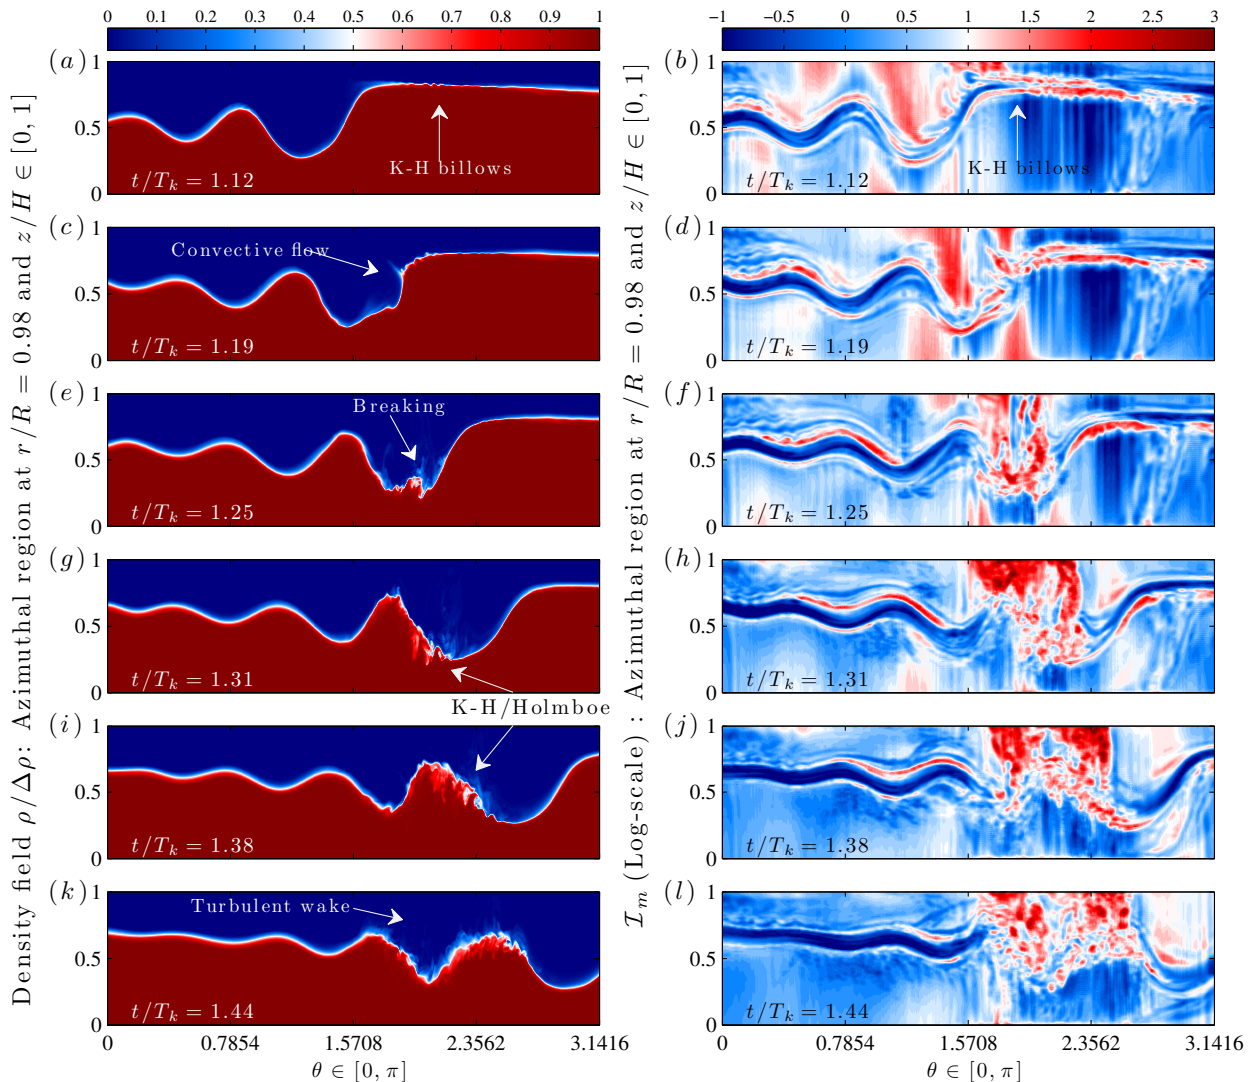 0 0.1 0.2 0.3 0.4 0.5 0.6 0.7 0.8 0.9 1
−1 −0.5 0 0.5 1 1.5 2 2.5 3
Density field ρ/Δρ: Azimuthal region at r/R = 0.98 and z/H ∈ [0, 1]
(a) 1
0.5
0
K-H billows
t/T_k = 1.12
(c) 1
0.5
0
Convective flow
t/T_k = 1.19
(e) 1
0.5
0
Breaking
t/T_k = 1.25
(g) 1
0.5
0
t/T_k = 1.31
K-H/Holmboe
(i) 1
0.5
0
t/T_k = 1.38
(k) 1
0.5
0
Turbulent wake
t/T_k = 1.44
0 0.7854 1.5708 2.3562 3.1416
θ ∈ [0, π]
ℐ_m (Log-scale) : Azimuthal region at r/R = 0.98 and z/H ∈ [0, 1]
(b) 1
0.5
0
K-H billows
t/T_k = 1.12
(d) 1
0.5
0
t/T_k = 1.19
(f) 1
0.5
0
t/T_k = 1.25
(h) 1
0.5
0
t/T_k = 1.31
(j) 1
0.5
0
t/T_k = 1.38
(l) 1
0.5
0
t/T_k = 1.44
0 0.7854 1.5708 2.3562 3.1416
θ ∈ [0, π]